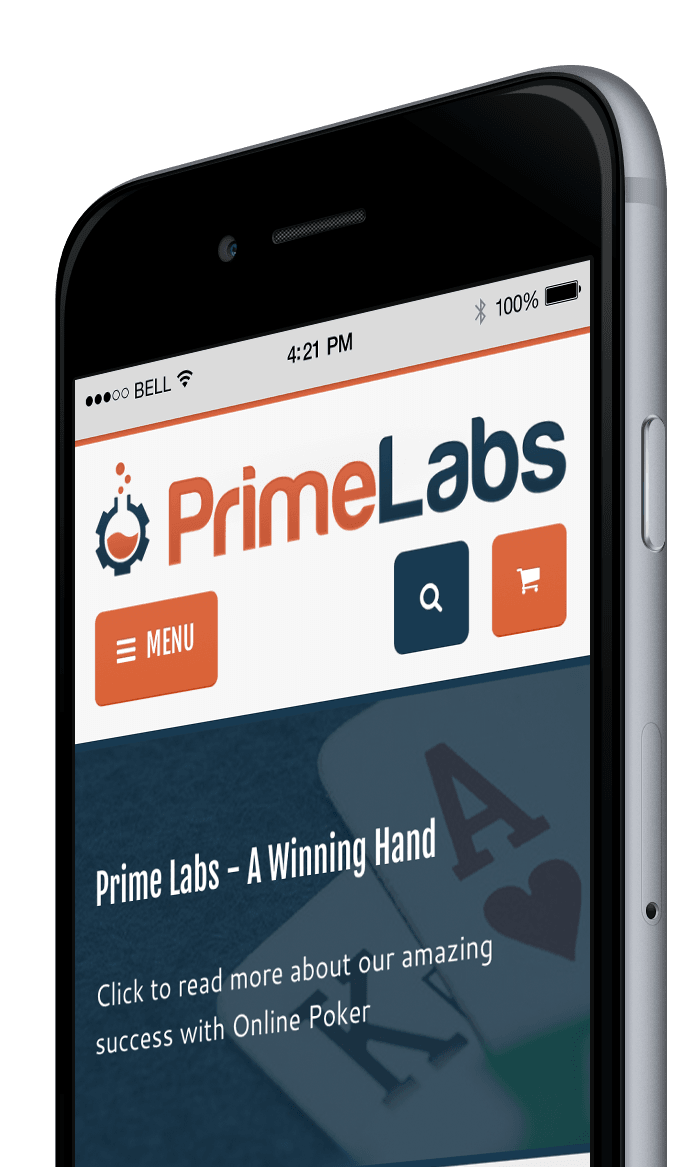 BELL 4:21 PM 100%
PrimeLabs
MENU
Prime Labs - A Winning Hand
A
Click to read more about our amazing
success with Online Poker
K